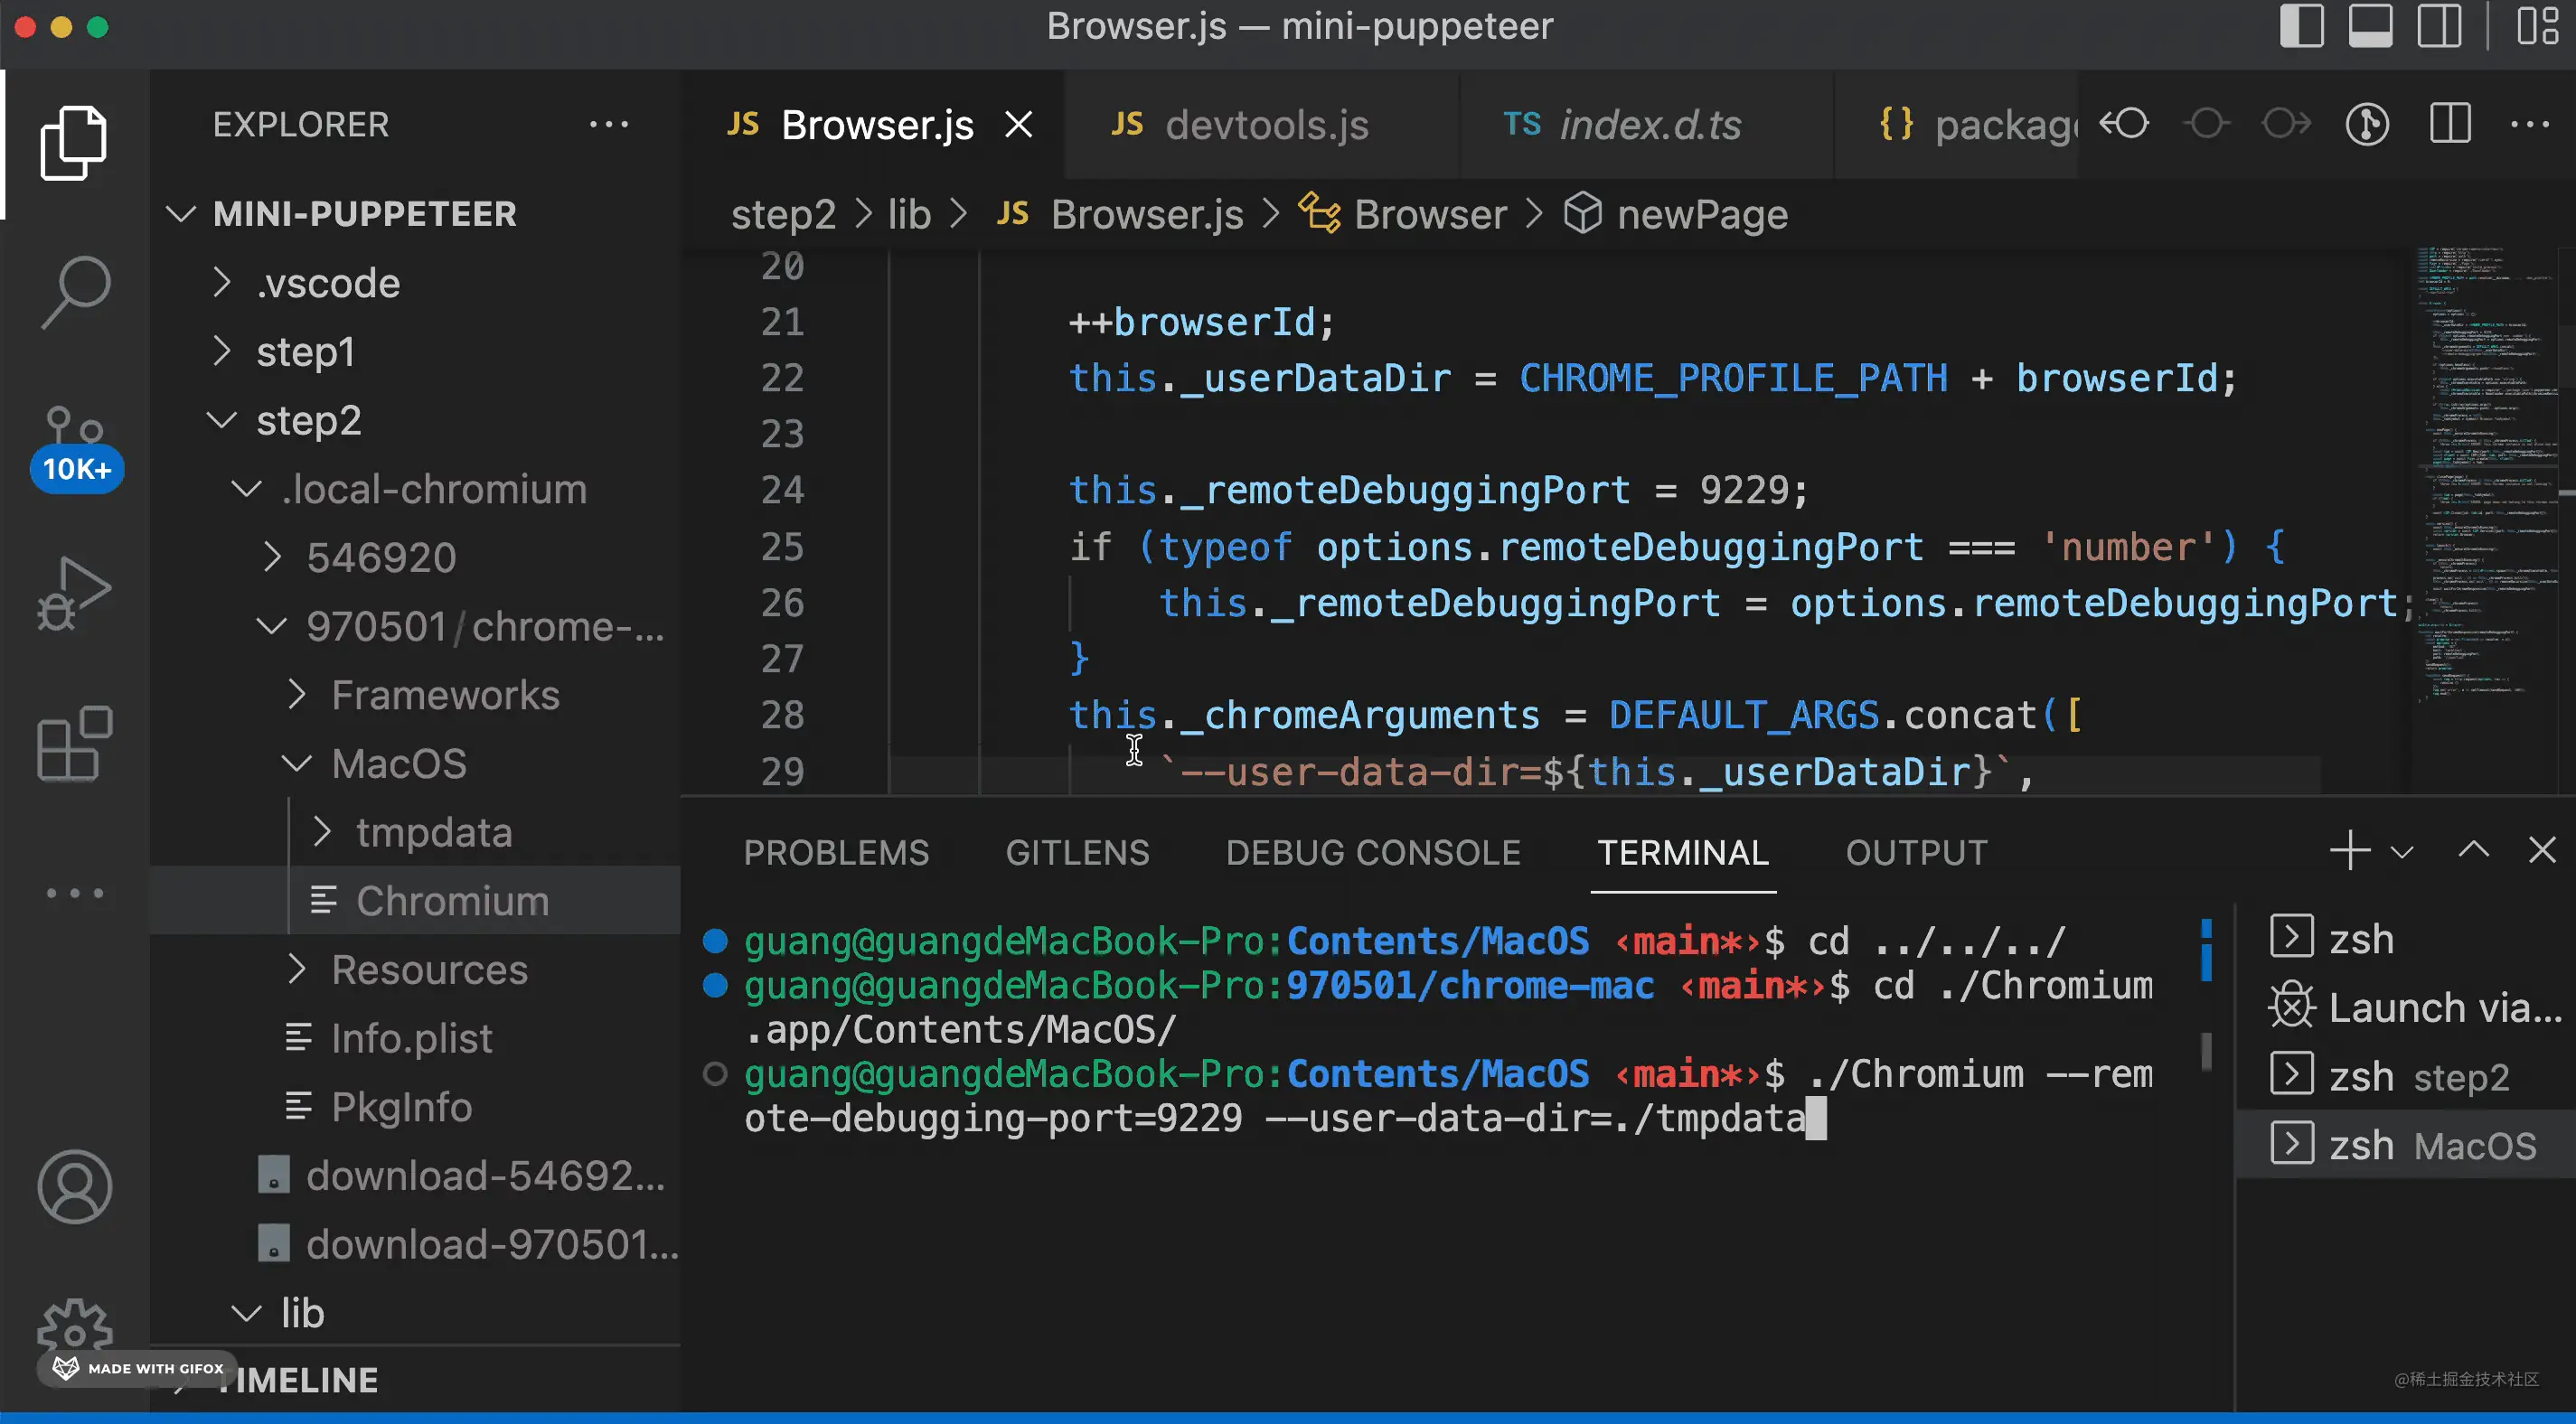 Browser.js — mini-puppeteer
EXPLORER
MINI-PUPPETEER
.vscode
step1
step2
.local-chromium
546920
970501/chrome-...
Frameworks
MacOS
tmpdata
Chromium
Resources
Info.plist
PkgInfo
download-54692...
download-970501...
lib
TIMELINE
10K+
MADE WITH GIFOX
JS Browser.js
JS devtools.js
TS index.d.ts
{} package
step2 > lib > JS Browser.js > Browser > newPage
20
21 ++browserId;
22 this._userDataDir = CHROME_PROFILE_PATH + browserId;
23
24 this._remoteDebuggingPort = 9229;
25 if (typeof options.remoteDebuggingPort === 'number') {
26 this._remoteDebuggingPort = options.remoteDebuggingPort;
27 }
28 this._chromeArguments = DEFAULT_ARGS.concat([
29 `--user-data-dir=${this._userDataDir}`,
PROBLEMS GITLENS DEBUG CONSOLE TERMINAL OUTPUT
guang@guangdeMacBook-Pro:Contents/MacOS ‹main*›$ cd ../../../
guang@guangdeMacBook-Pro:970501/chrome-mac ‹main*›$ cd ./Chromium
.app/Contents/MacOS/
guang@guangdeMacBook-Pro:Contents/MacOS ‹main*›$ ./Chromium --rem
ote-debugging-port=9229 --user-data-dir=./tmpdata
zsh
Launch via...
zsh step2
zsh MacOS
@稀土掘金技术社区